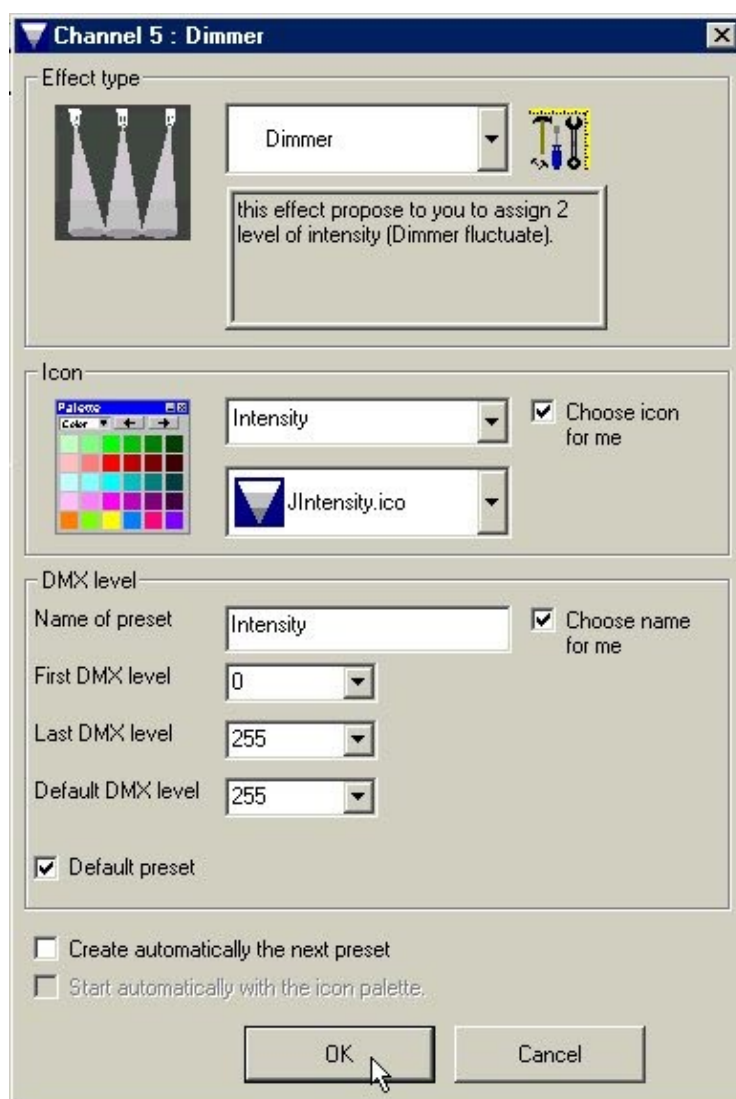 Channel 5 : Dimmer
Effect type
Dimmer
this effect propose to you to assign 2
level of intensity (Dimmer fluctuate).
Icon
Palette
Color
Intensity
Choose icon
for me
JIntensity.ico
DMX level
Name of preset
Intensity
Choose name
for me
First DMX level
0
Last DMX level
255
Default DMX level
255
Default preset
Create automatically the next preset
Start automatically with the icon palette.
OK
Cancel